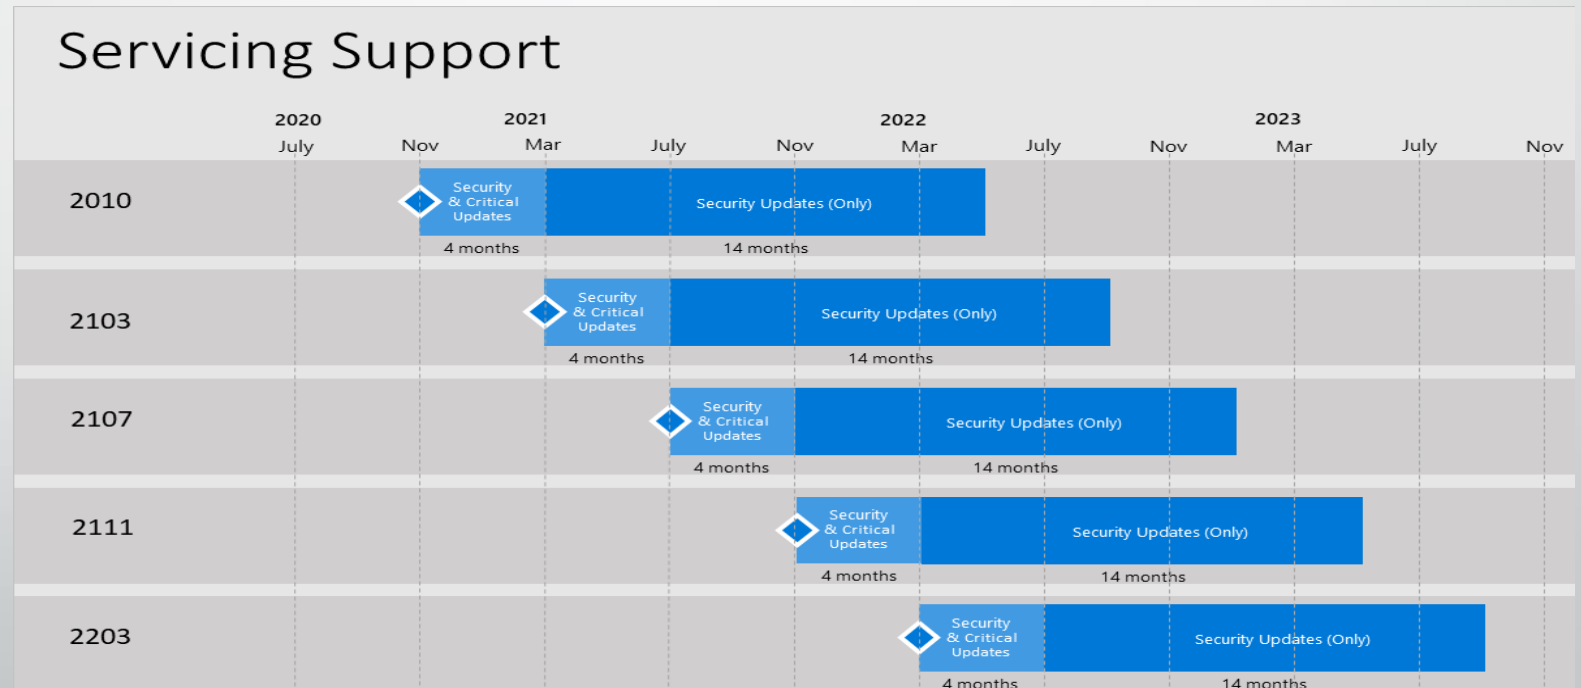 Servicing Support
2020 2021 2022 2023
July Nov Mar July Nov Mar July Nov Mar July Nov
2010
Security
& Critical
Updates
Security Updates (Only)
4 months 14 months
2103
Security
& Critical
Updates
Security Updates (Only)
4 months 14 months
2107
Security
& Critical
Updates
Security Updates (Only)
4 months 14 months
2111
Security
& Critical
Updates
Security Updates (Only)
4 months 14 months
2203
Security
& Critical
Updates
Security Updates (Only)
4 months 14 months